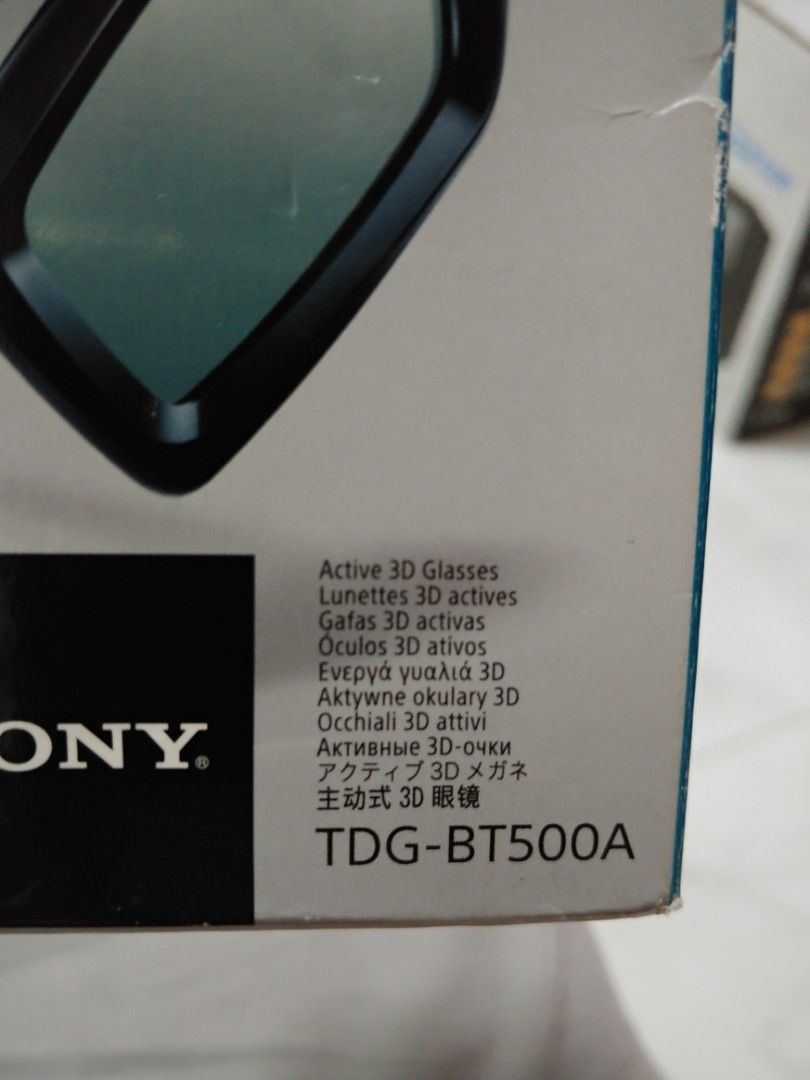 Active 3D Glasses
Lunettes 3D actives
Gafas 3D activas
Óculos 3D ativos
Ενεργά γυαλιά 3D
Aktywne okulary 3D
Occhiali 3D attivi
Активные 3D-очки
アクティブ 3D メガネ
主动式 3D 眼镜
ONY®
TDG-BT500A